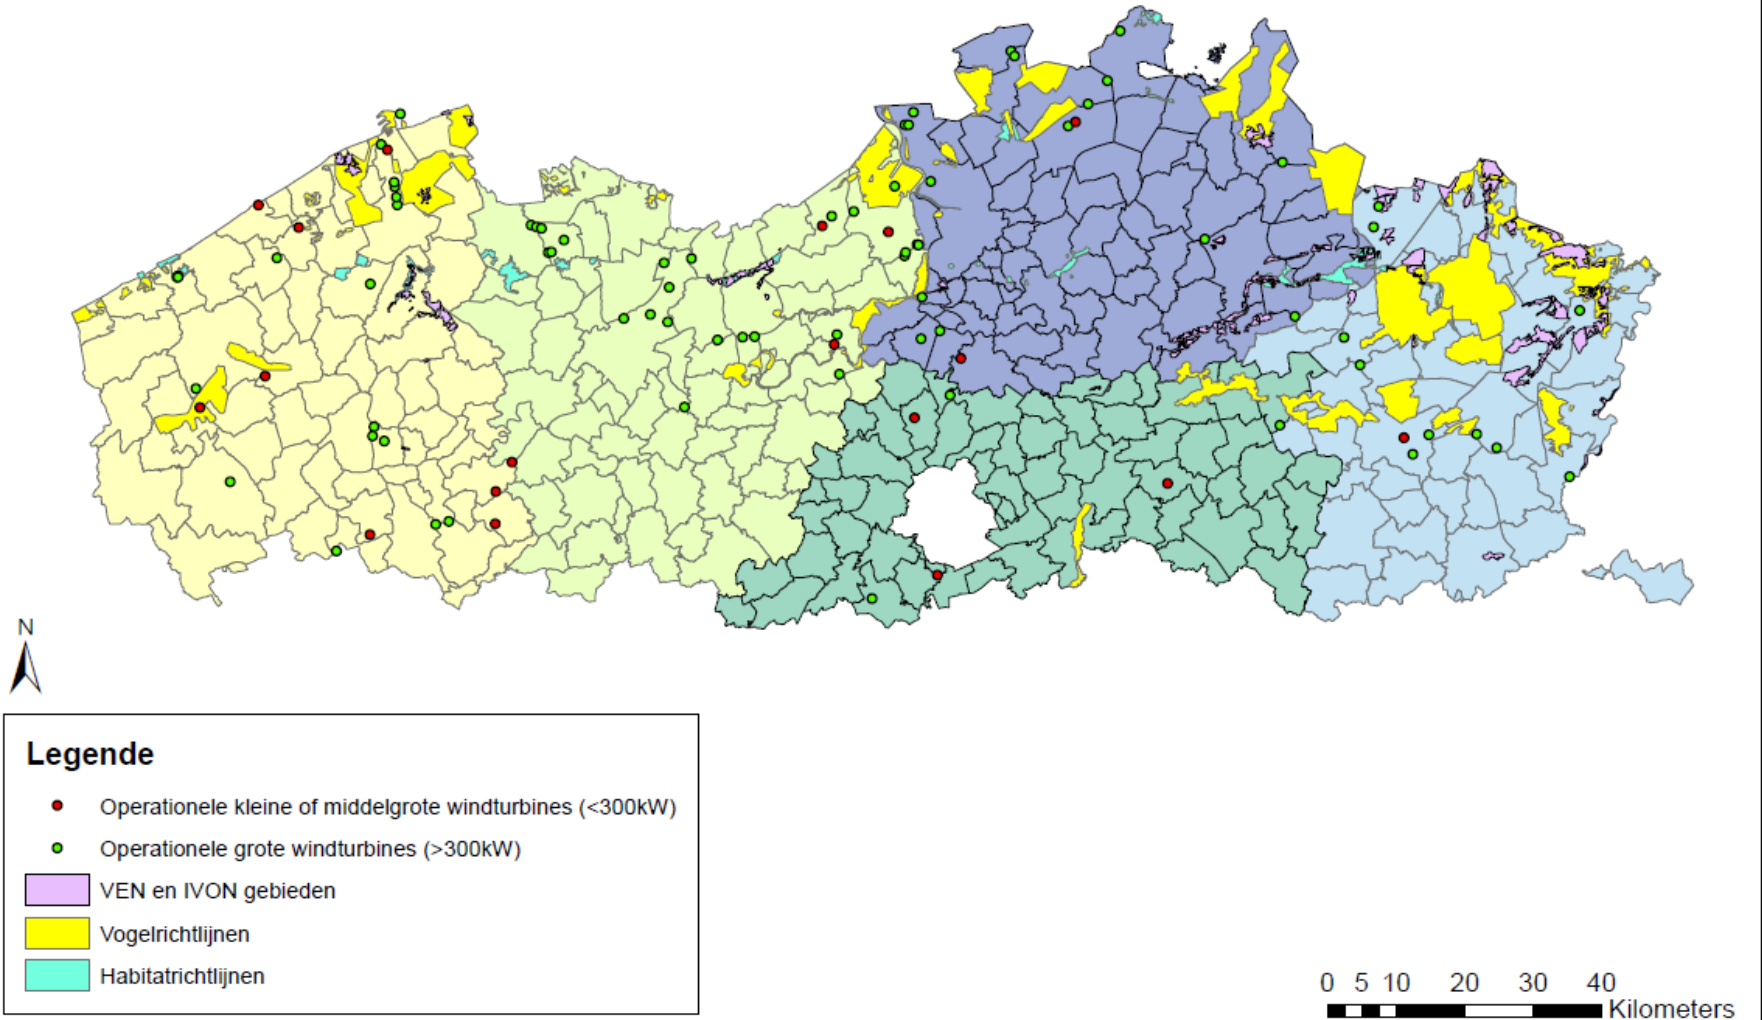 N
Legende
Operationele kleine of middelgrote windturbines (<300kW)
Operationele grote windturbines (>300kW)
VEN en IVON gebieden
Vogelrichtlijnen
Habitatrichtlijnen
0 5 10 20 30 40
Kilometers